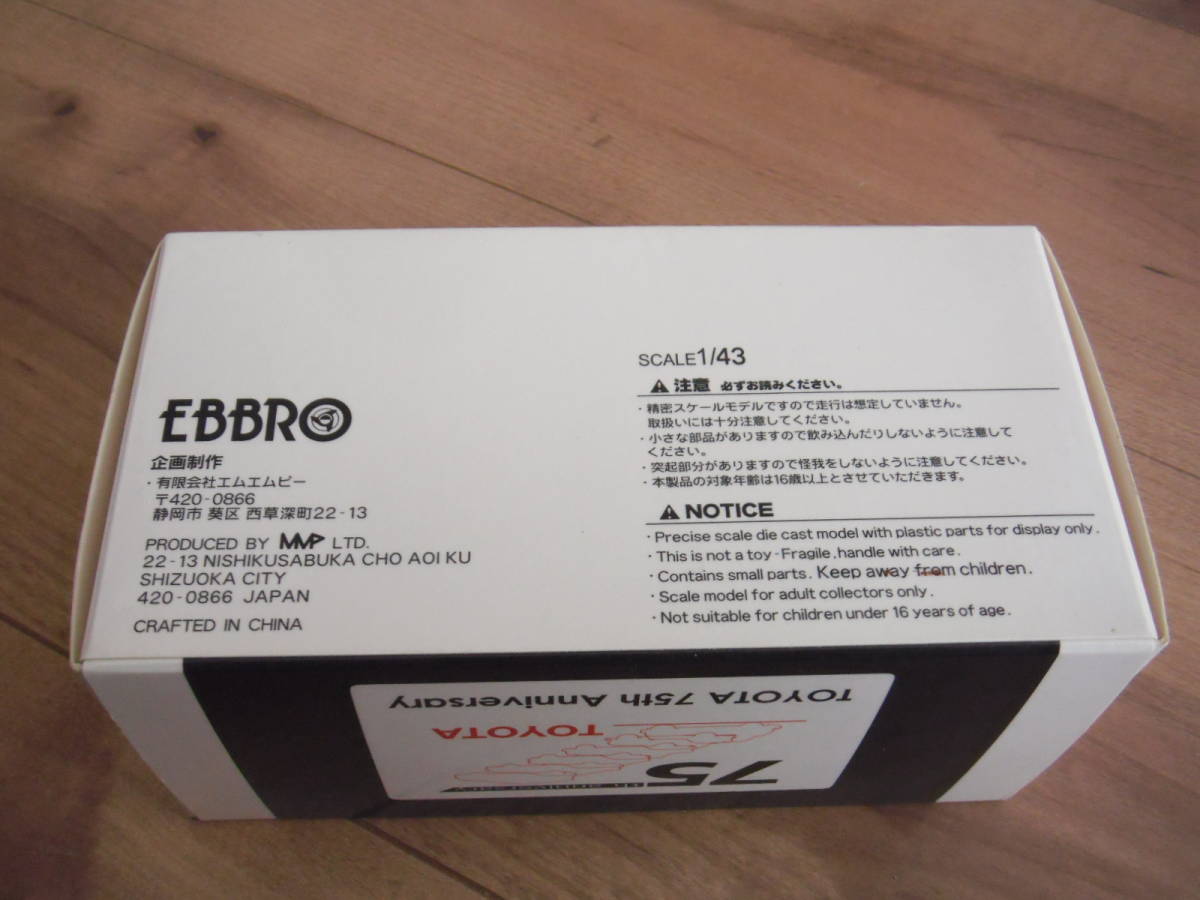 EBBRO
企画制作
・有限会社エムエムピー
〒420-0866
静岡市 葵区 西草深町22-13
PRODUCED BY MMP LTD.
22-13 NISHIKUSABUKA CHO AOI KU
SHIZUOKA CITY
420-0866 JAPAN
CRAFTED IN CHINA
SCALE1/43
注意 必ずお読みください。
・精密スケールモデルですので走行は想定していません。
取扱いには十分注意してください。
・小さな部品がありますので飲み込んだりしないように注意して
ください。
・突起部分がありますので怪我をしないように注意してください。
・本製品の対象年齢は16歳以上とさせていただきます。
NOTICE
・Precise scale die cast model with plastic parts for display only.
・This is not a toy-Fragile, handle with care.
・Contains small parts. Keep away from children.
・Scale model for adult collectors only.
・Not suitable for children under 16 years of age.
TOYOTA 75th Anniversary
TOYOTA
75
th anniversary